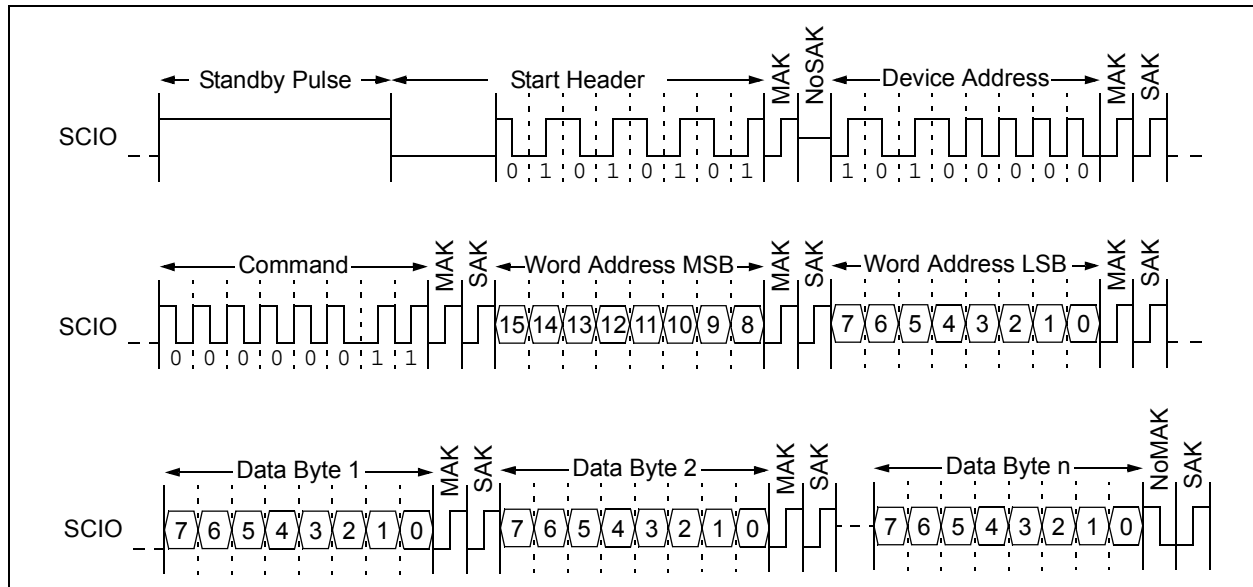 Standby Pulse Start Header MAK NoSAK Device Address MAK SAK
SCIO
0 1 0 1 0 1 0 1 1 0 1 0 0 0 0 0
Command MAK SAK Word Address MSB MAK SAK Word Address LSB MAK SAK
SCIO
15 14 13 12 11 10 9 8 7 6 5 4 3 2 1 0
0 0 0 0 0 0 1 1
Data Byte 1 MAK SAK Data Byte 2 MAK SAK Data Byte n NoMAK SAK
SCIO
7 6 5 4 3 2 1 0 7 6 5 4 3 2 1 0 7 6 5 4 3 2 1 0